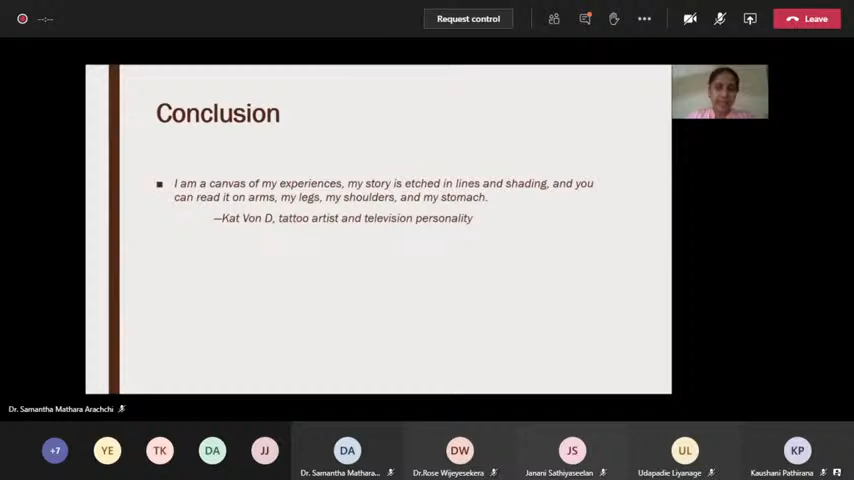 --:--
Request control
Leave
Conclusion
I am a canvas of my experiences, my story is etched in lines and shading, and you
can read it on arms, my legs, my shoulders, and my stomach.
—Kat Von D, tattoo artist and television personality
Dr. Samantha Mathara Arachchi
+7
YE
TK
DA
JJ
DA
DW
JS
UL
KP
Dr. Samantha Mathara...
Dr.Rose Wijeyesekera
Janani Sathiyaseelan
Udapadie Liyanage
Kaushani Pathirana